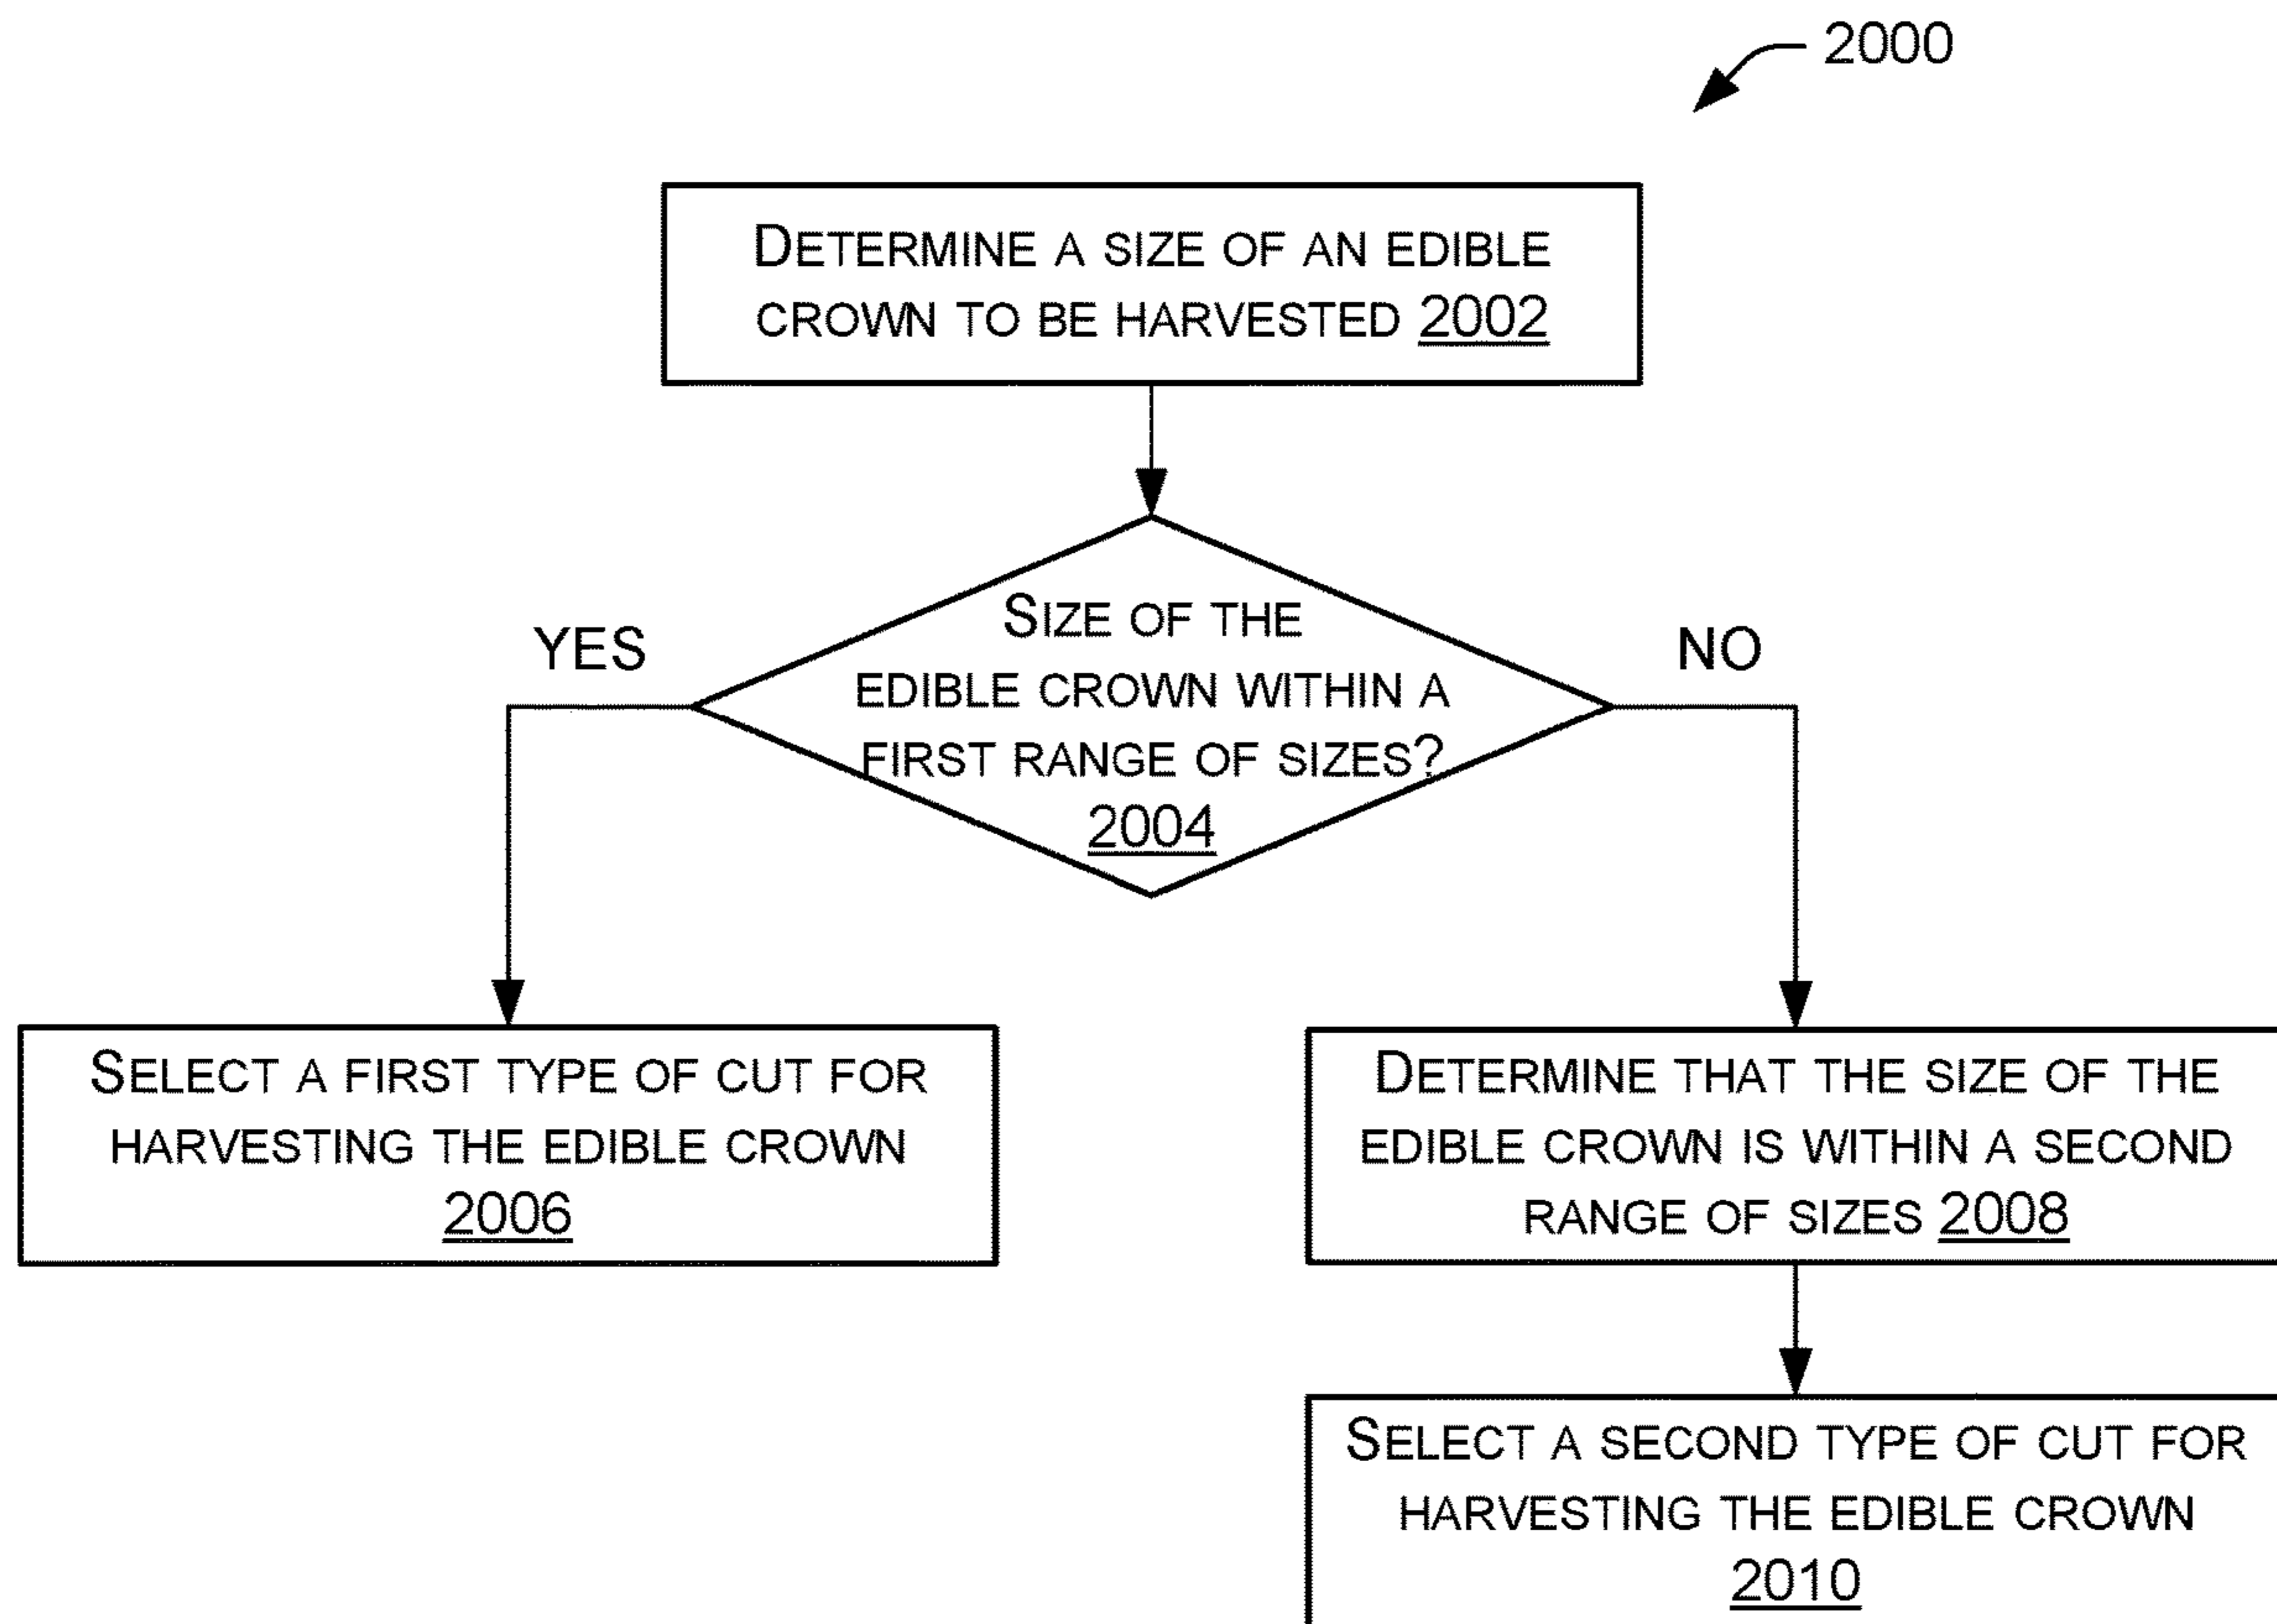 2000
DETERMINE A SIZE OF AN EDIBLE
CROWN TO BE HARVESTED 2002
SIZE OF THE
EDIBLE CROWN WITHIN A
FIRST RANGE OF SIZES?
2004
YES
NO
SELECT A FIRST TYPE OF CUT FOR
HARVESTING THE EDIBLE CROWN
2006
DETERMINE THAT THE SIZE OF THE
EDIBLE CROWN IS WITHIN A SECOND
RANGE OF SIZES 2008
SELECT A SECOND TYPE OF CUT FOR
HARVESTING THE EDIBLE CROWN
2010